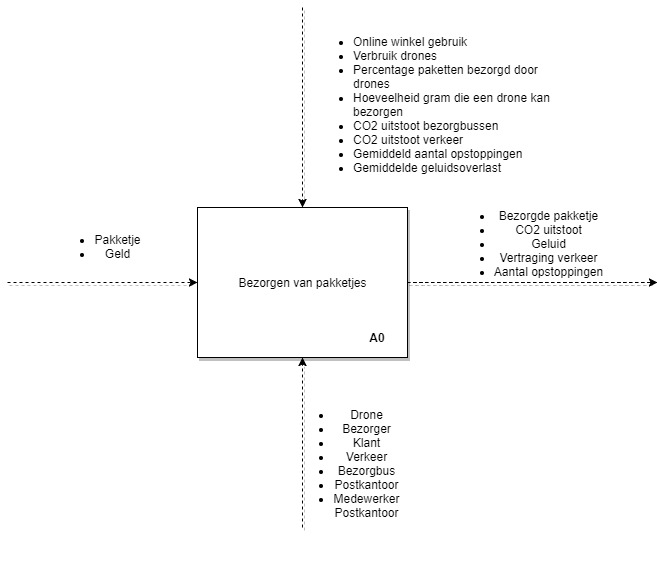 Online winkel gebruik
Verbruik drones
Percentage paketten bezorgd door
drones
Hoeveelheid gram die een drone kan
bezorgen
CO2 uitstoot bezorgbussen
CO2 uitstoot verkeer
Gemiddeld aantal opstoppingen
Gemiddelde geluidsoverlast
Pakketje
Geld
Bezorgen van pakketjes
A0
Bezorgde pakketje
CO2 uitstoot
Geluid
Vertraging verkeer
Aantal opstoppingen
Drone
Bezorger
Klant
Verkeer
Bezorgbus
Postkantoor
Medewerker
Postkantoor